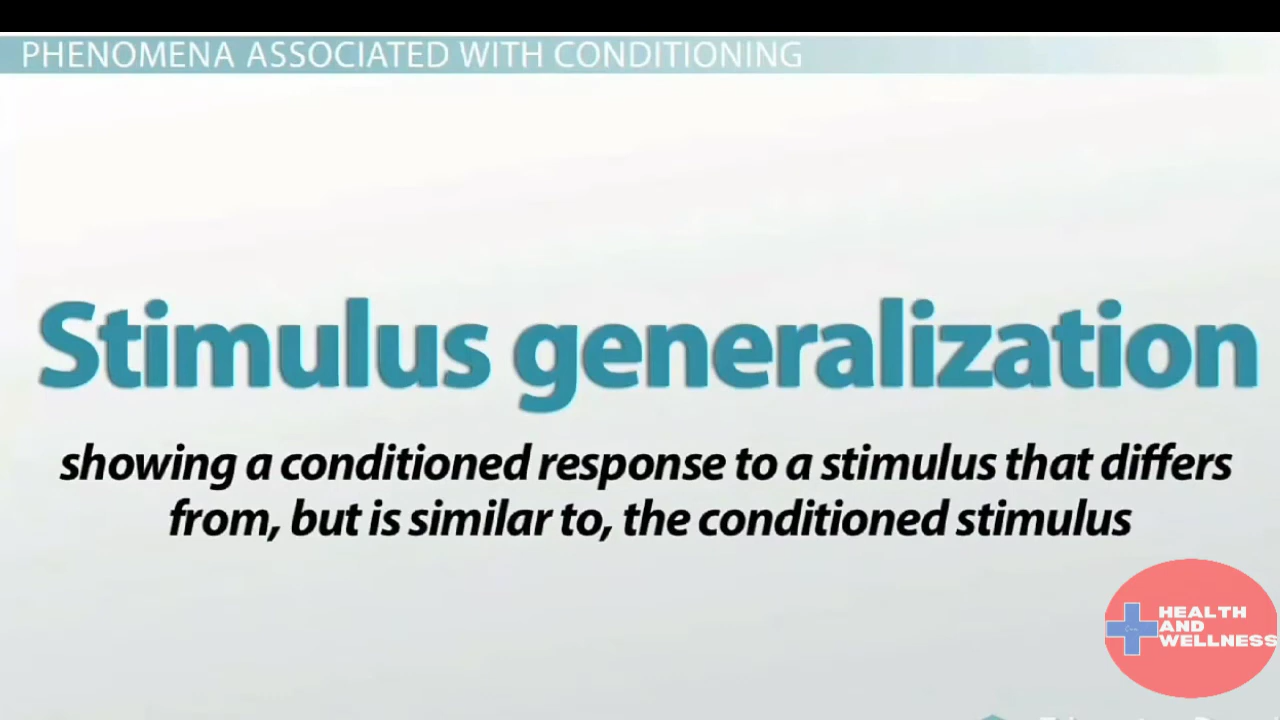 PHENOMENA ASSOCIATED WITH CONDITIONING
Stimulus generalization
showing a conditioned response to a stimulus that differs
from, but is similar to, the conditioned stimulus
HEALTH
AND
WELLNESS